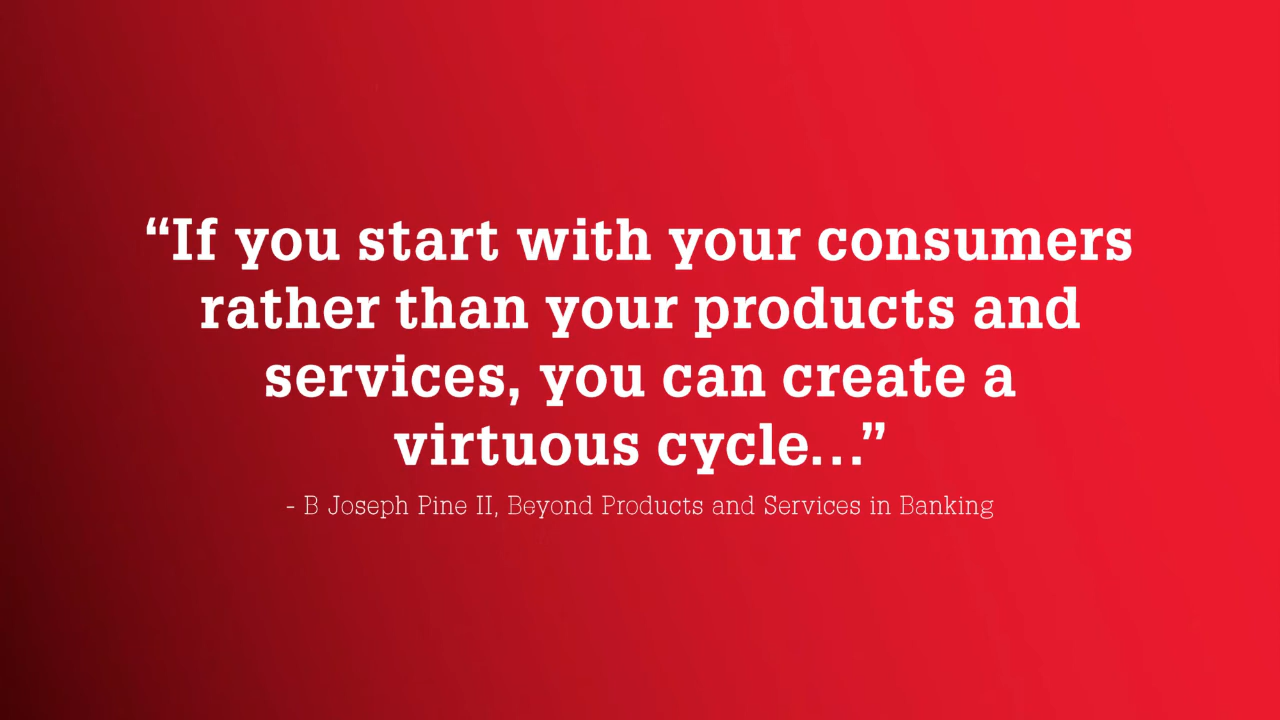 “If you start with your consumers
rather than your products and
services, you can create a
virtuous cycle...”
- B Joseph Pine II, Beyond Products and Services in Banking